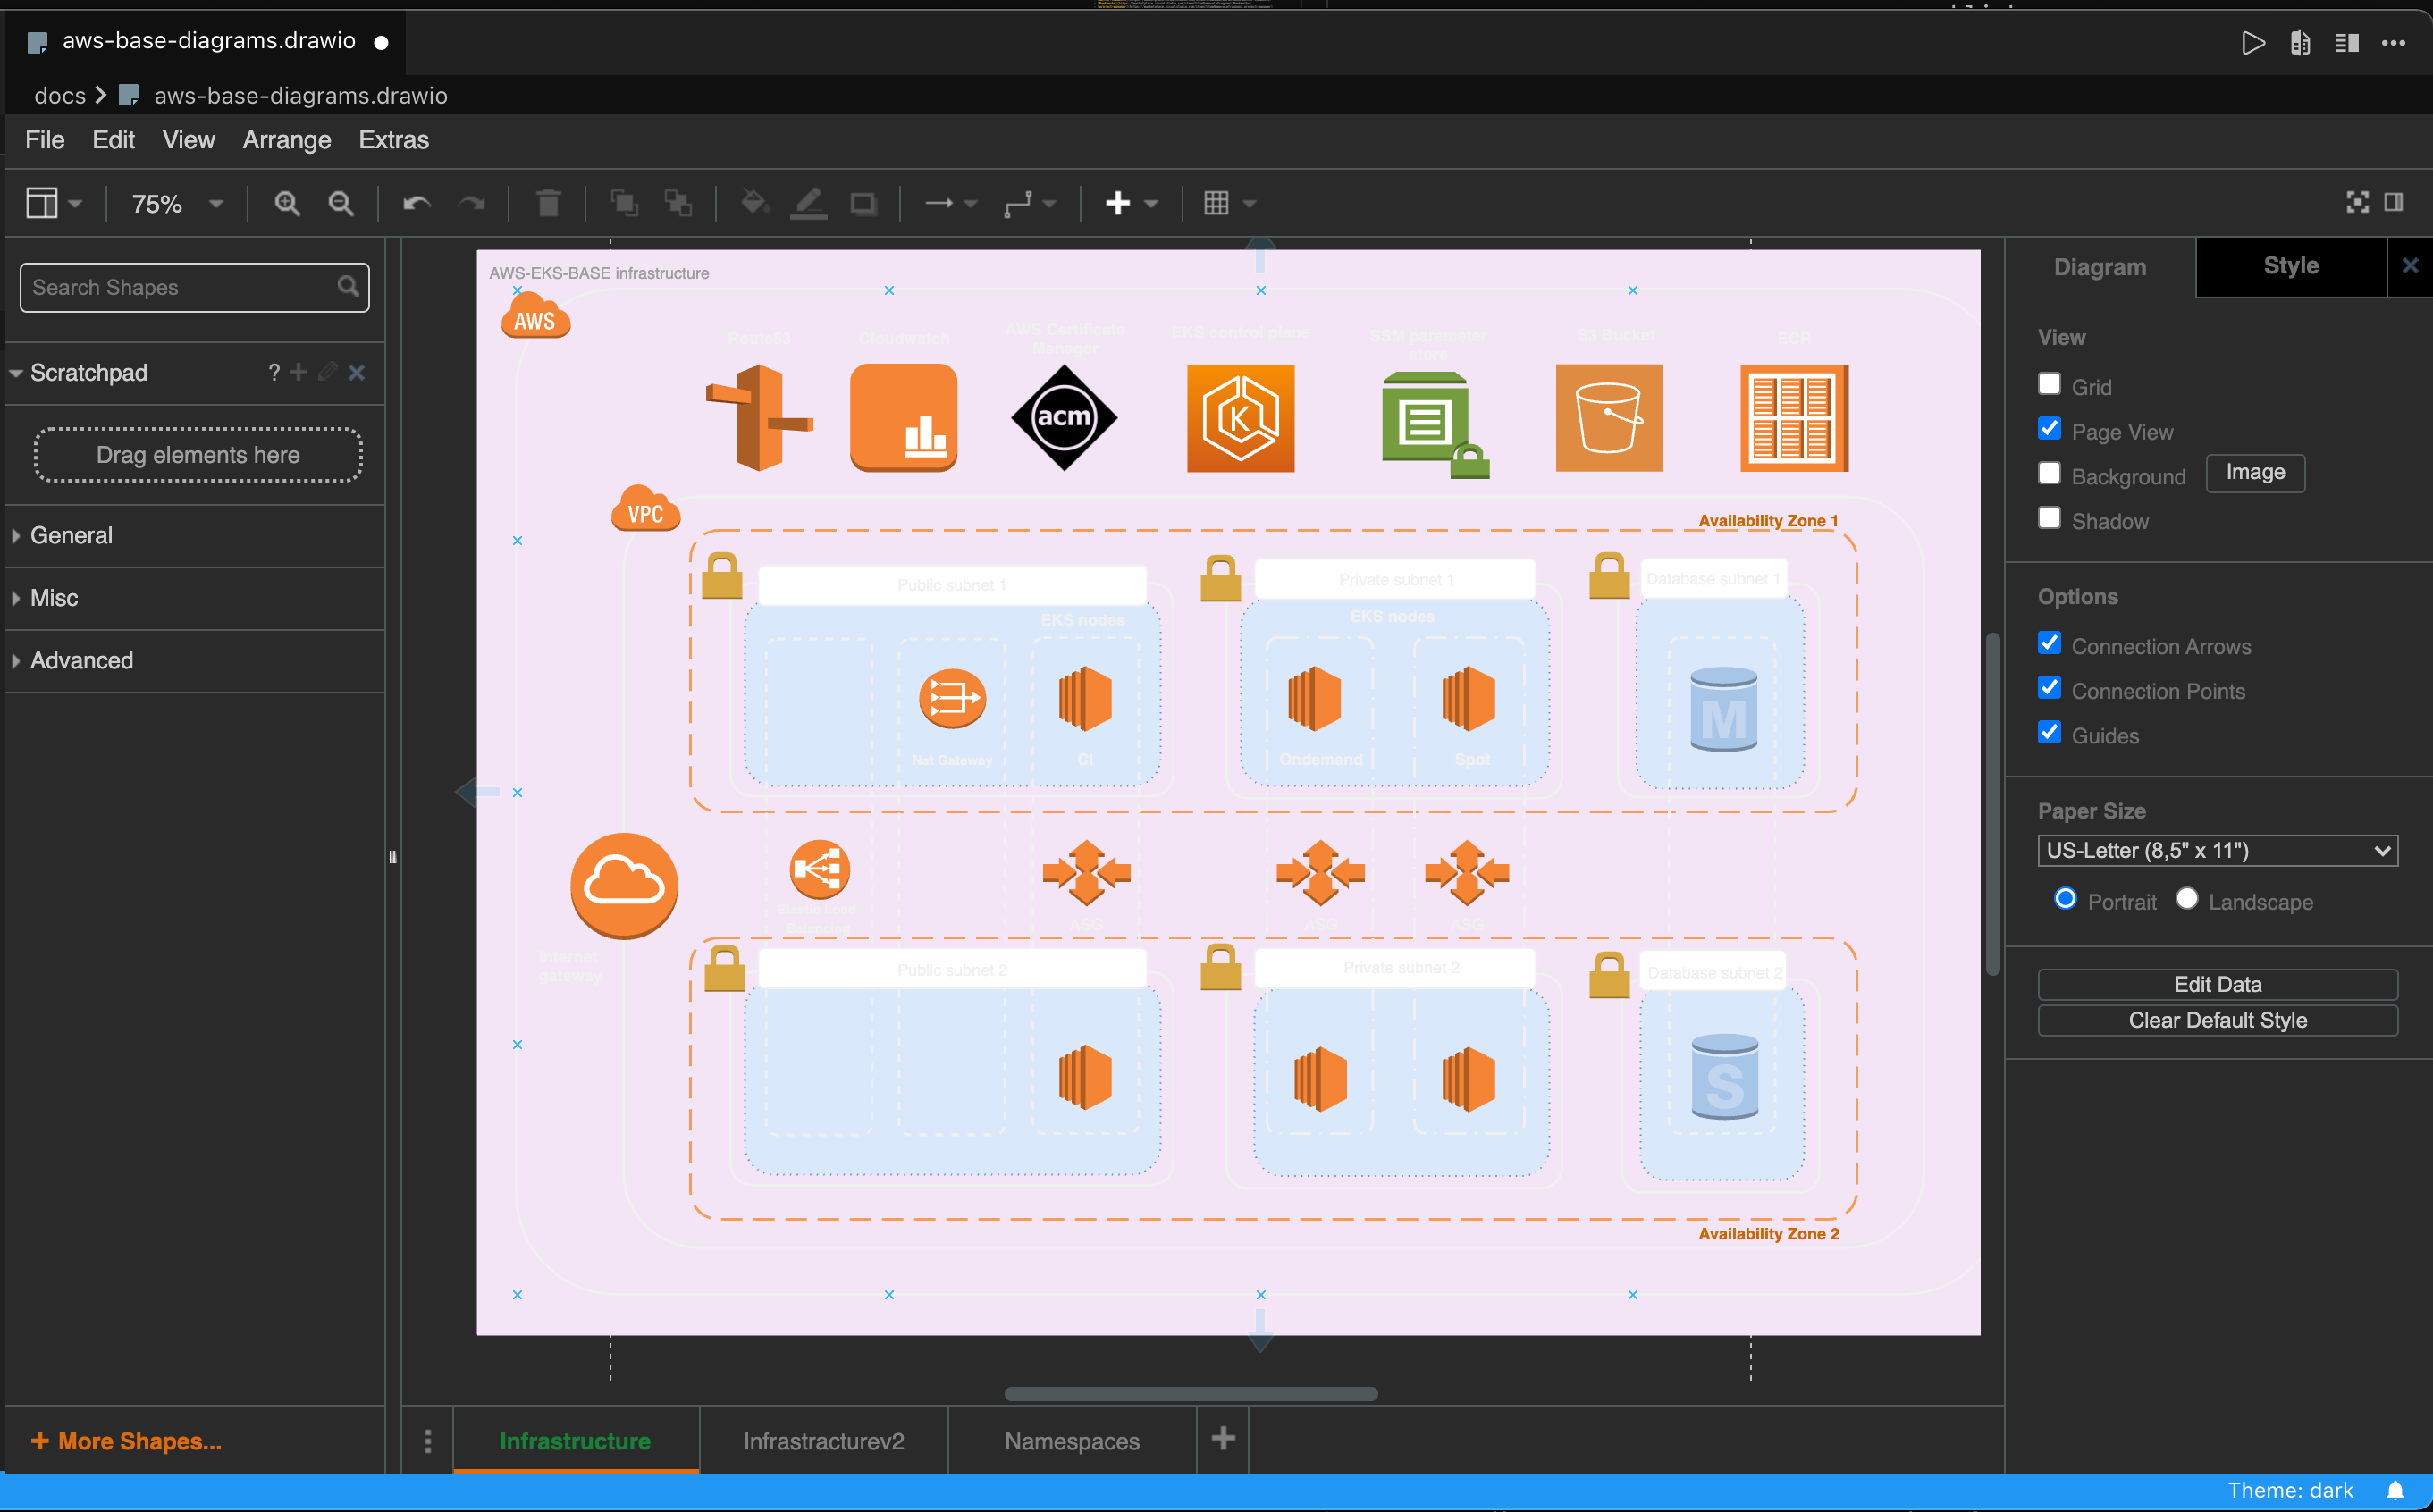 aws-base-diagrams.drawio
docs
aws-base-diagrams.drawio
File Edit View Arrange Extras
75%
Search Shapes
Scratchpad
?
Drag elements here
General
Misc
Advanced
+ More Shapes...
AWS-EKS-BASE infrastructure
AWS
Route53
Cloudwatch
AWS Certificate
Manager
EKS control plane
SSM paremater
store
S3 Bucket
ECR
acm
K
VPC
Availability Zone 1
Public subnet 1
Private subnet 1
Database subnet 1
EKS nodes
EKS nodes
M
Nat Gateway
CI
Ondemand
Spot
Elastic Load
Balancing
ASG
ASG
ASG
Internet
gateway
Public subnet 2
Private subnet 2
Database subnet 2
S
Availability Zone 2
Infrastructure
Infrastracturev2
Namespaces
Diagram
Style
View
Grid
Page View
Background
Image
Shadow
Options
Connection Arrows
Connection Points
Guides
Paper Size
US-Letter (8,5" x 11")
Portrait
Landscape
Edit Data
Clear Default Style
Theme: dark